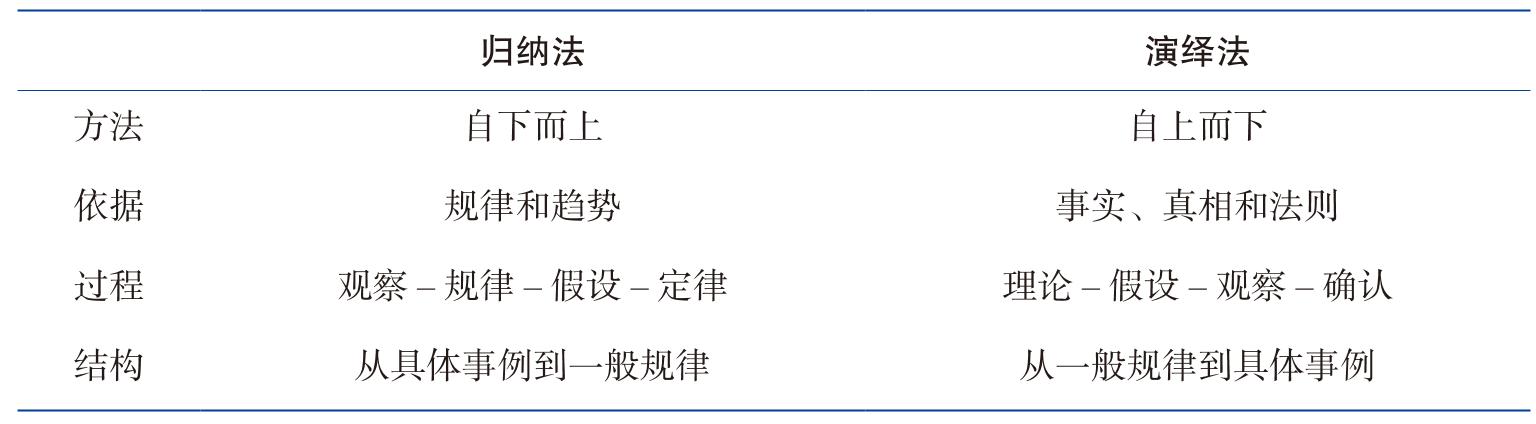 归纳法 演绎法
方法 自下而上 自上而下
依据 规律和趋势 事实、真相和法则
过程 观察 – 规律 – 假设 – 定律 理论 – 假设 – 观察 – 确认
结构 从具体事例到一般规律 从一般规律到具体事例